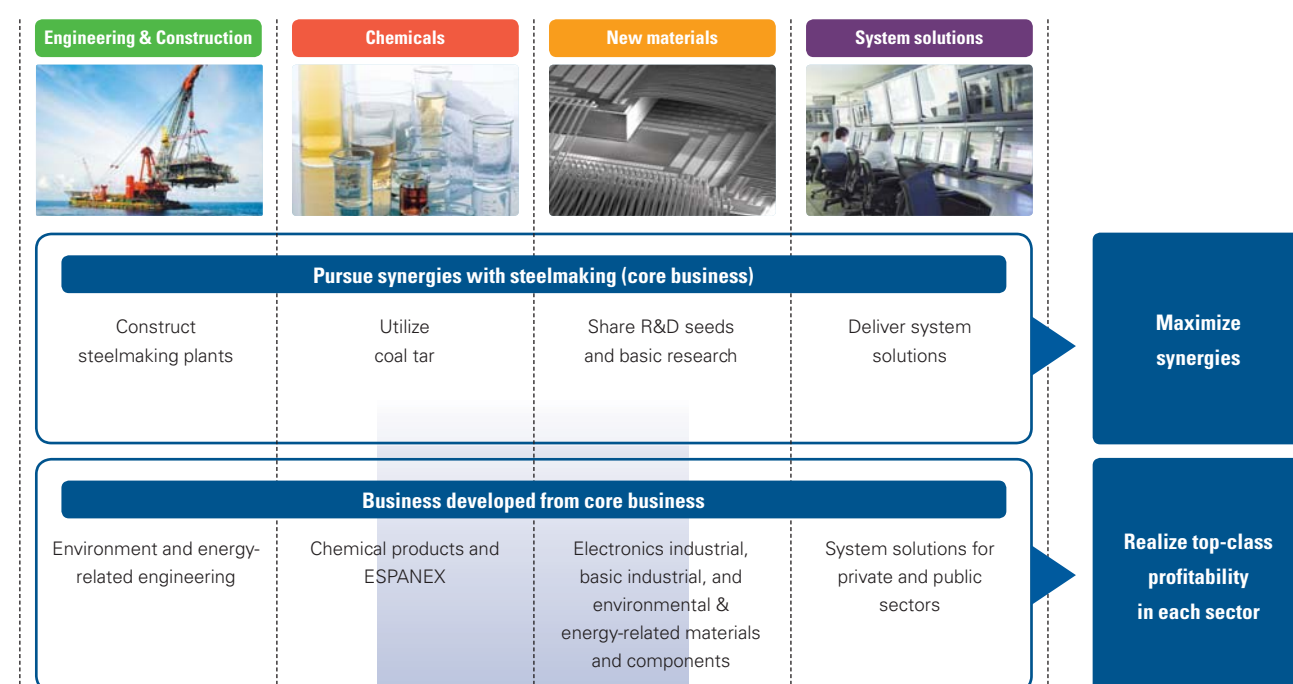 Engineering & Construction
Chemicals
New materials
System solutions
Pursue synergies with steelmaking (core business)
Construct
steelmaking plants
Utilize
coal tar
Share R&D seeds
and basic research
Deliver system
solutions
Maximize
synergies
Business developed from core business
Environment and energy-
related engineering
Chemical products and
ESPANEX
Electronics industrial,
basic industrial, and
environmental &
energy-related materials
and components
System solutions for
private and public
sectors
Realize top-class
profitability
in each sector